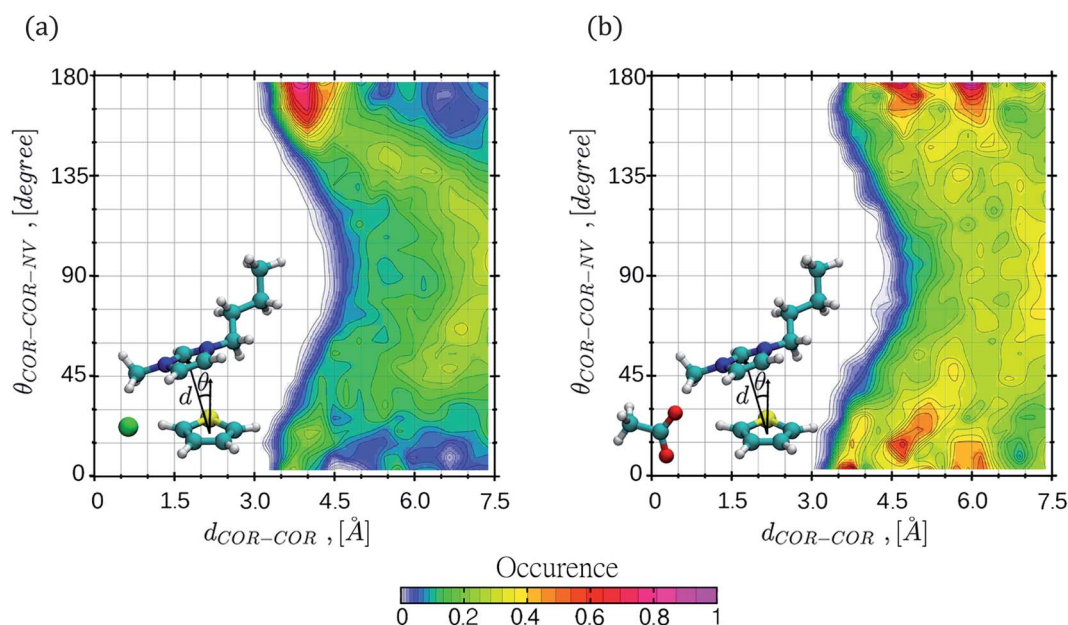 (a)
(b)
180
135
90
45
0
θCOR−COR−NV , [degree]
0 1.5 3.0 4.5 6.0 7.5
dCOR−COR , [Å]
d θ
180
135
90
45
0
θCOR−COR−NV , [degree]
0 1.5 3.0 4.5 6.0 7.5
dCOR−COR , [Å]
d θ
Occurence
0 0.2 0.4 0.6 0.8 1